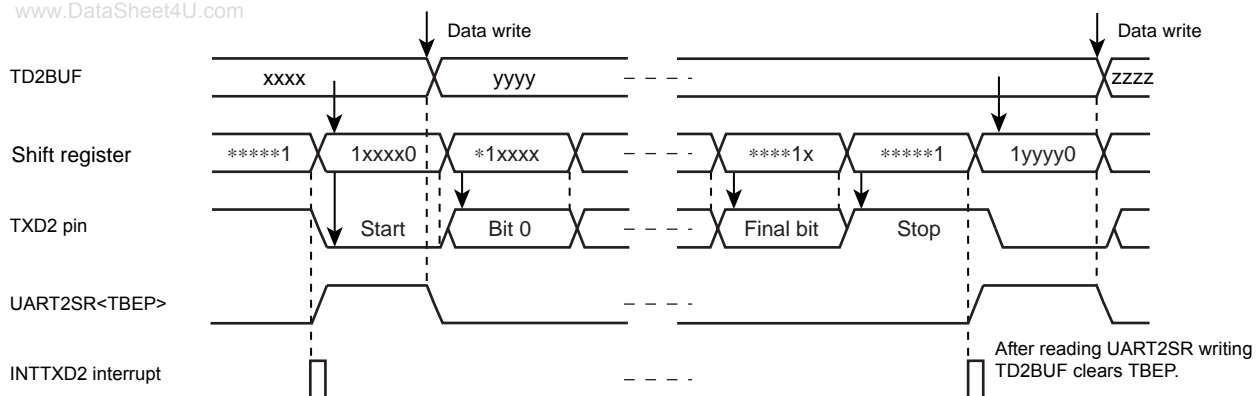 www.DataSheet4U.com
Data write
Data write
TD2BUF
xxxx
yyyy
zzzz
Shift register
*****1
1xxxx0
*1xxxx
****1x
*****1
1yyyy0
TXD2 pin
Start
Bit 0
Final bit
Stop
UART2SR<TBEP>
INTTXD2 interrupt
After reading UART2SR writing
TD2BUF clears TBEP.